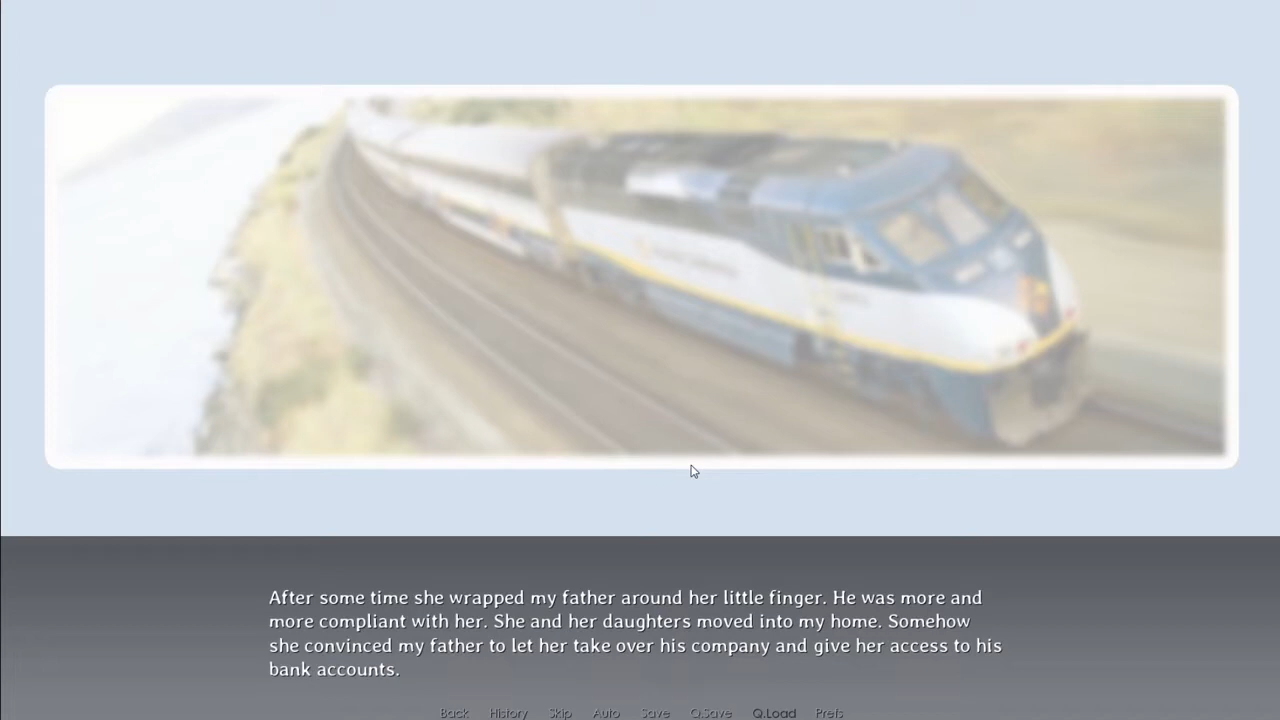 After some time she wrapped my father around her little finger. He was more and
more compliant with her. She and her daughters moved into my home. Somehow
she convinced my father to let her take over his company and give her access to his
bank accounts.
Back History Skip Auto Save Q.Save Q.Load Prefs